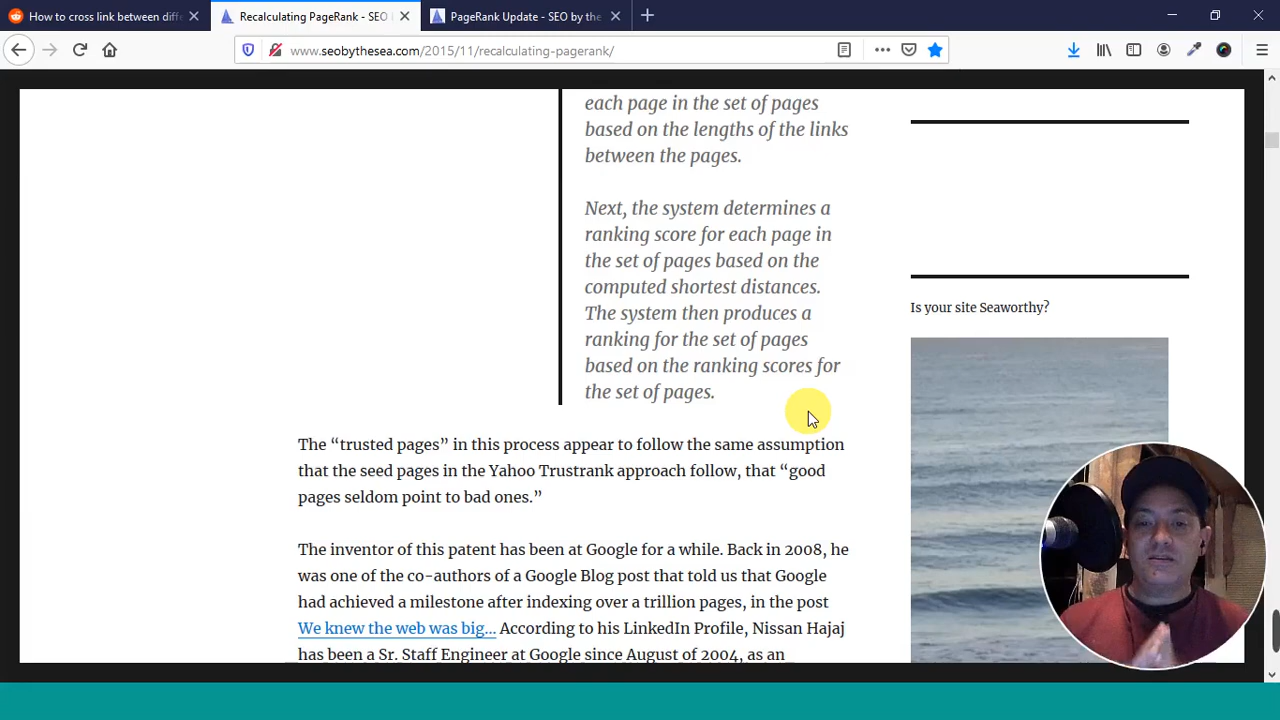 How to cross link between diff
Recalculating PageRank - SEO
PageRank Update - SEO by the
www.seobythesea.com/2015/11/recalculating-pagerank/
each page in the set of pages
based on the lengths of the links
between the pages.
Next, the system determines a
ranking score for each page in
the set of pages based on the
computed shortest distances.
The system then produces a
ranking for the set of pages
based on the ranking scores for
the set of pages.
Is your site Seaworthy?
The “trusted pages” in this process appear to follow the same assumption
that the seed pages in the Yahoo Trustrank approach follow, that “good
pages seldom point to bad ones.”
The inventor of this patent has been at Google for a while. Back in 2008, he
was one of the co-authors of a Google Blog post that told us that Google
had achieved a milestone after indexing over a trillion pages, in the post
We knew the web was big... According to his LinkedIn Profile, Nissan Hajaj
has been a Sr. Staff Engineer at Google since August of 2004, as an